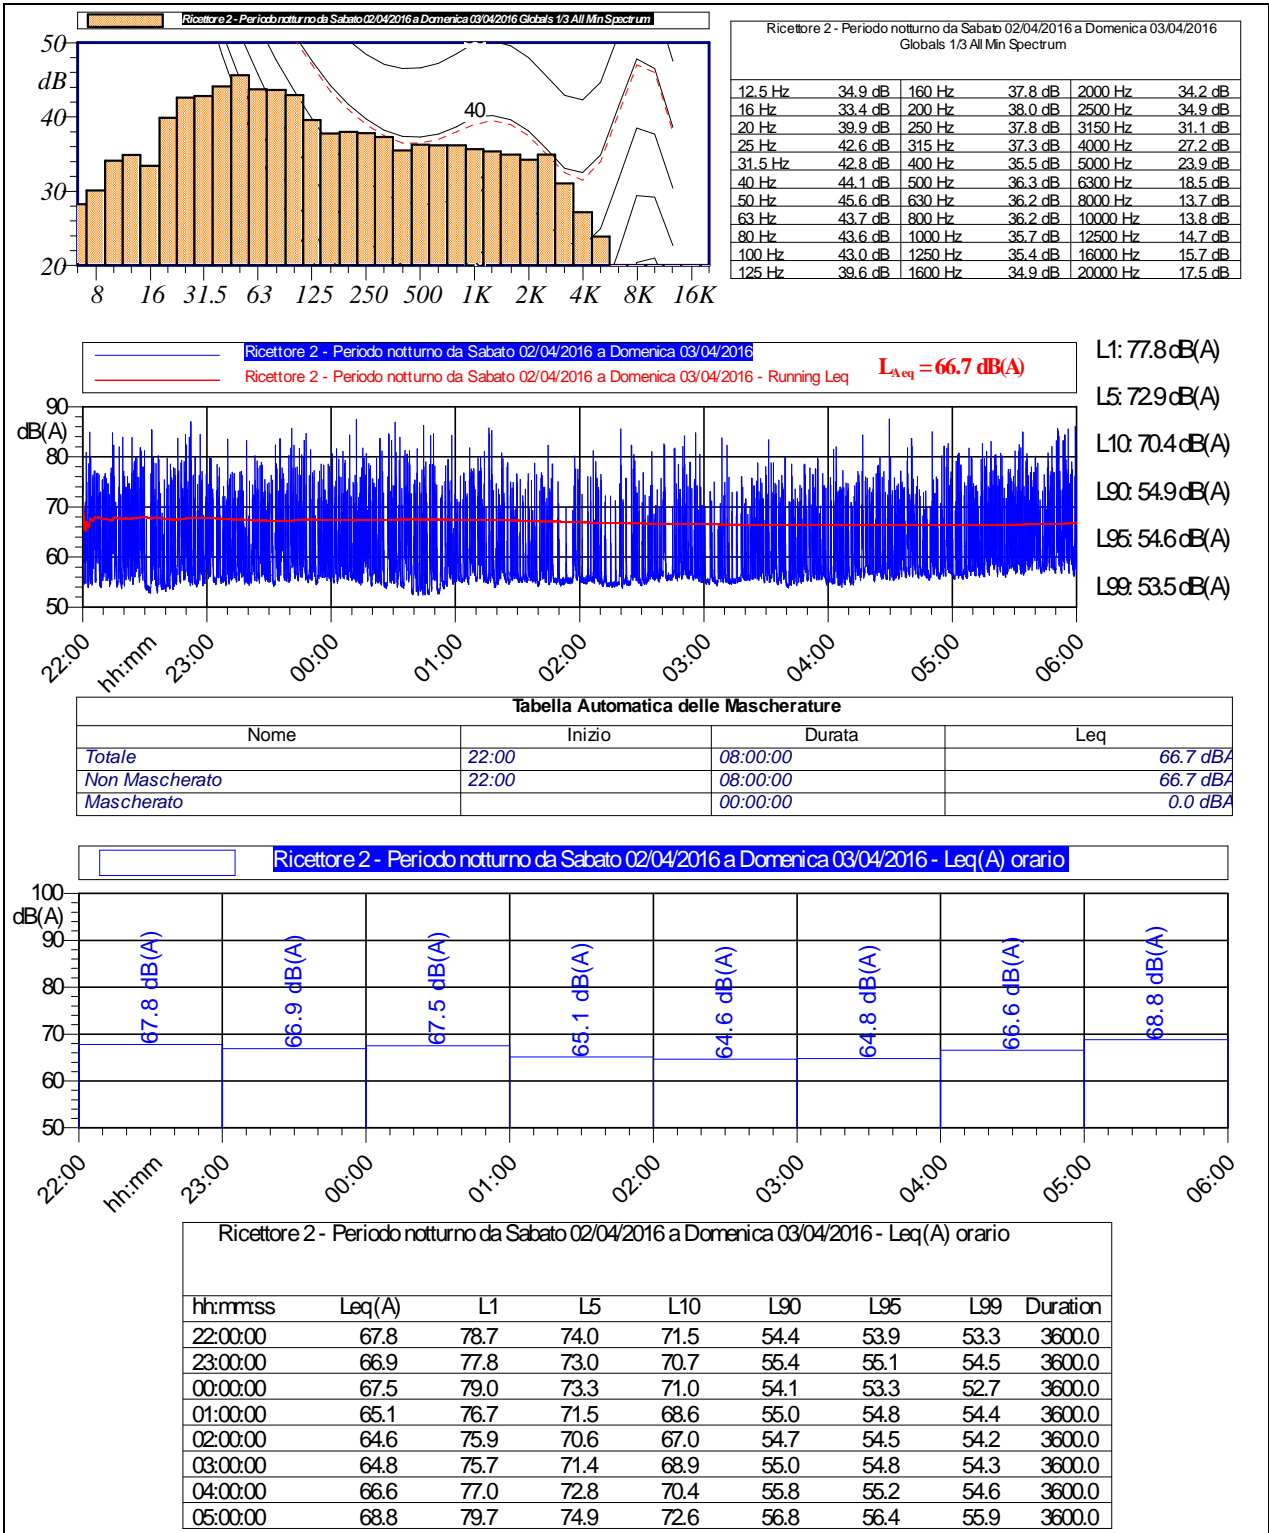 Ricettore 2 - Periodo notturno da Sabato 02/04/2016 a Domenica 03/04/2016 Globals 1/3 All Min Spectrum
50
dB
40
30
20
40
8 16 31.5 63 125 250 500 1K 2K 4K 8K 16K
Ricettore 2 - Periodo notturno da Sabato 02/04/2016 a Domenica 03/04/2016
Globals 1/3 All Min Spectrum
12.5 Hz 34.9 dB 160 Hz 37.8 dB 2000 Hz 34.2 dB
16 Hz 33.4 dB 200 Hz 38.0 dB 2500 Hz 34.9 dB
20 Hz 39.9 dB 250 Hz 37.8 dB 3150 Hz 31.1 dB
25 Hz 42.6 dB 315 Hz 37.3 dB 4000 Hz 27.2 dB
31.5 Hz 42.8 dB 400 Hz 35.5 dB 5000 Hz 23.9 dB
40 Hz 44.1 dB 500 Hz 36.3 dB 6300 Hz 18.5 dB
50 Hz 45.6 dB 630 Hz 36.2 dB 8000 Hz 13.7 dB
63 Hz 43.7 dB 800 Hz 36.2 dB 10000 Hz 13.8 dB
80 Hz 43.6 dB 1000 Hz 35.7 dB 12500 Hz 14.7 dB
100 Hz 43.0 dB 1250 Hz 35.4 dB 16000 Hz 15.7 dB
125 Hz 39.6 dB 1600 Hz 34.9 dB 20000 Hz 17.5 dB
Ricettore 2 - Periodo notturno da Sabato 02/04/2016 a Domenica 03/04/2016
Ricettore 2 - Periodo notturno da Sabato 02/04/2016 a Domenica 03/04/2016 - Running Leq
LAeq = 66.7 dB(A)
L1: 77.8 dB(A)
L5: 72.9 dB(A)
L10: 70.4 dB(A)
L90: 54.9 dB(A)
L95: 54.6 dB(A)
L99: 53.5 dB(A)
90
dB(A)
80
70
60
50
22:00 hh:mm 23:00 00:00 01:00 02:00 03:00 04:00 05:00 06:00
Tabella Automatica delle Mascherature
Nome Inizio Durata Leq
Totale 22:00 08:00:00 66.7 dBA
Non Mascherato 22:00 08:00:00 66.7 dBA
Mascherato 00:00:00 0.0 dBA
Ricettore 2 - Periodo notturno da Sabato 02/04/2016 a Domenica 03/04/2016 - Leq(A) orario
100
dB(A)
90
80
70
60
50
67.8 dB(A) 66.9 dB(A) 67.5 dB(A) 65.1 dB(A) 64.6 dB(A) 64.8 dB(A) 66.6 dB(A) 68.8 dB(A)
22:00 hh:mm 23:00 00:00 01:00 02:00 03:00 04:00 05:00 06:00
Ricettore 2 - Periodo notturno da Sabato 02/04/2016 a Domenica 03/04/2016 - Leq(A) orario
hh:mm:ss Leq(A) L1 L5 L10 L90 L95 L99 Duration
22:00:00 67.8 78.7 74.0 71.5 54.4 53.9 53.3 3600.0
23:00:00 66.9 77.8 73.0 70.7 55.4 55.1 54.5 3600.0
00:00:00 67.5 79.0 73.3 71.0 54.1 53.3 52.7 3600.0
01:00:00 65.1 76.7 71.5 68.6 55.0 54.8 54.4 3600.0
02:00:00 64.6 75.9 70.6 67.0 54.7 54.5 54.2 3600.0
03:00:00 64.8 75.7 71.4 68.9 55.0 54.8 54.3 3600.0
04:00:00 66.6 77.0 72.8 70.4 55.8 55.2 54.6 3600.0
05:00:00 68.8 79.7 74.9 72.6 56.8 56.4 55.9 3600.0